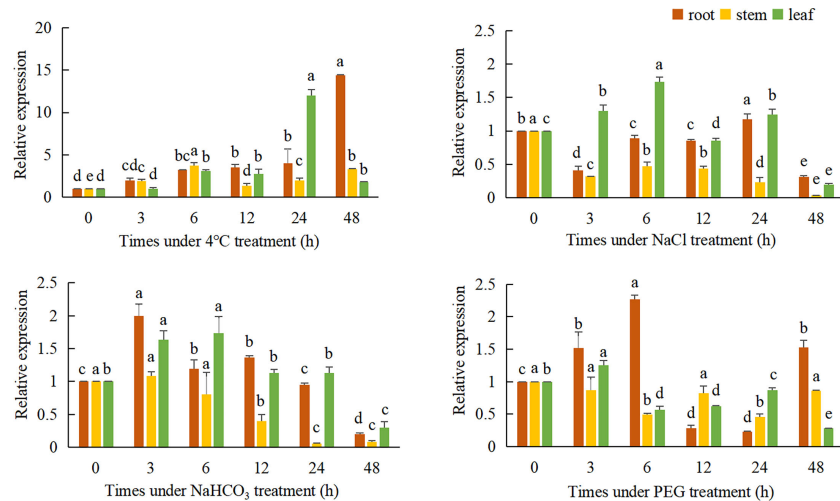 root stem leaf
Relative expression
20
15
10
5
0
d e d
cd c d
bc a b
c d b
b c a
a b b
0 3 6 12 24 48
Times under 4°C treatment (h)
Relative expression
2
1.5
1
0.5
0
b a c
d c b
c b a
c c b
a d b
e e e
0 3 6 12 24 48
Times under NaCl treatment (h)
Relative expression
2.5
2
1.5
1
0.5
0
c a b
a a a
b a a
b b b
c c b
d c c
0 3 6 12 24 48
Times under NaHCO3 treatment (h)
Relative expression
2.5
2
1.5
1
0.5
0
c a b
b a a
a b d
d a b
d b c
b a e
0 3 6 12 24 48
Times under PEG treatment (h)